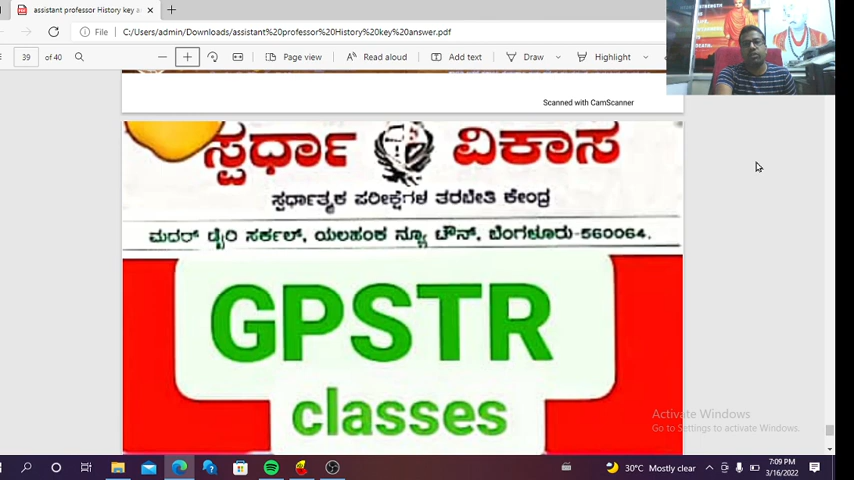 assistant professor History key a
File
C:/Users/admin/Downloads/assistant%20professor%20History%20key%20answer.pdf
39 of 40
Page view
Read aloud
Add text
Draw
Highlight
Scanned with CamScanner
ಸ್ಪರ್ಧಾ ವಿಕಾಸ
ಸ್ಪರ್ಧಾತ್ಮಕ ಪರೀಕ್ಷೆಗಳ ತರಬೇತಿ ಕೇಂದ್ರ
ಮದರ್ ಡೈರಿ ಸರ್ಕಲ್, ಯಲಹಂಕ ನ್ಯೂ ಟೌನ್, ಬೆಂಗಳೂರು-560064.
GPSTR
classes
Activate Windows
Go to Settings to activate Windows.
30°C Mostly clear
7:09 PM
3/16/2022